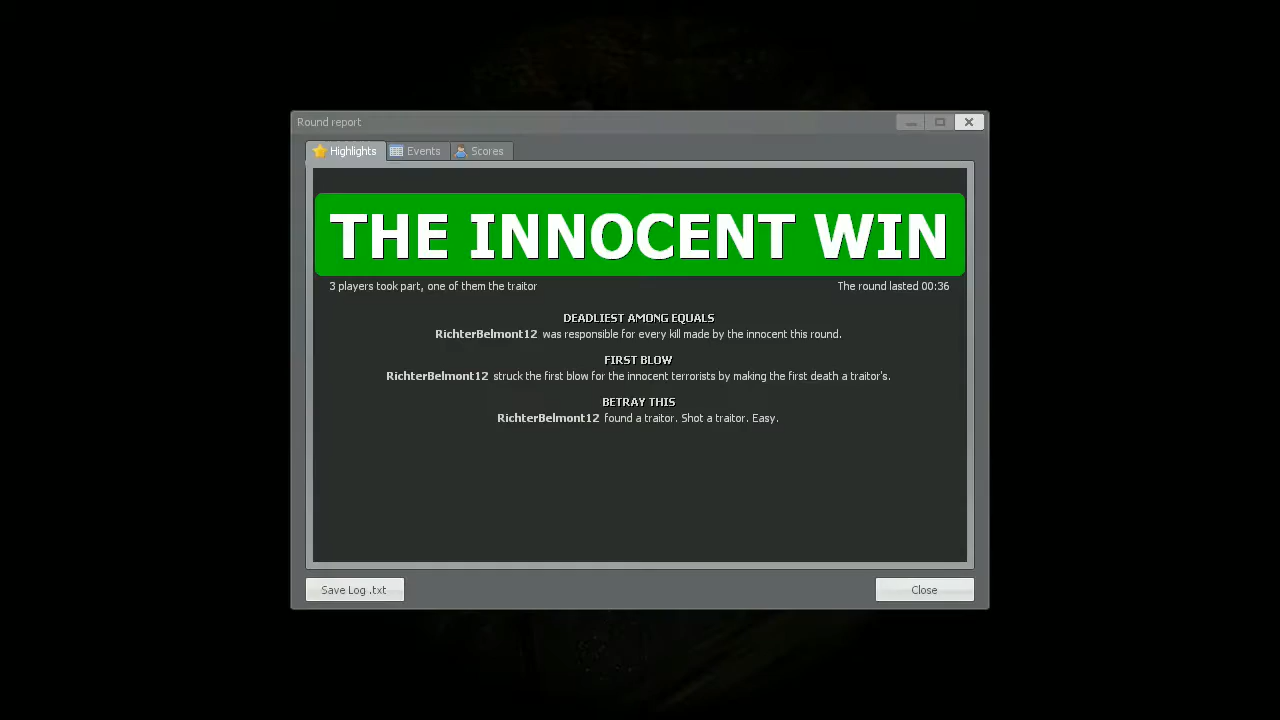 Round report
Highlights Events Scores
THE INNOCENT WIN
3 players took part, one of them the traitor The round lasted 00:36
DEADLIEST AMONG EQUALS
RichterBelmont12 was responsible for every kill made by the innocent this round.
FIRST BLOW
RichterBelmont12 struck the first blow for the innocent terrorists by making the first death a traitor's.
BETRAY THIS
RichterBelmont12 found a traitor. Shot a traitor. Easy.
Save Log .txt Close